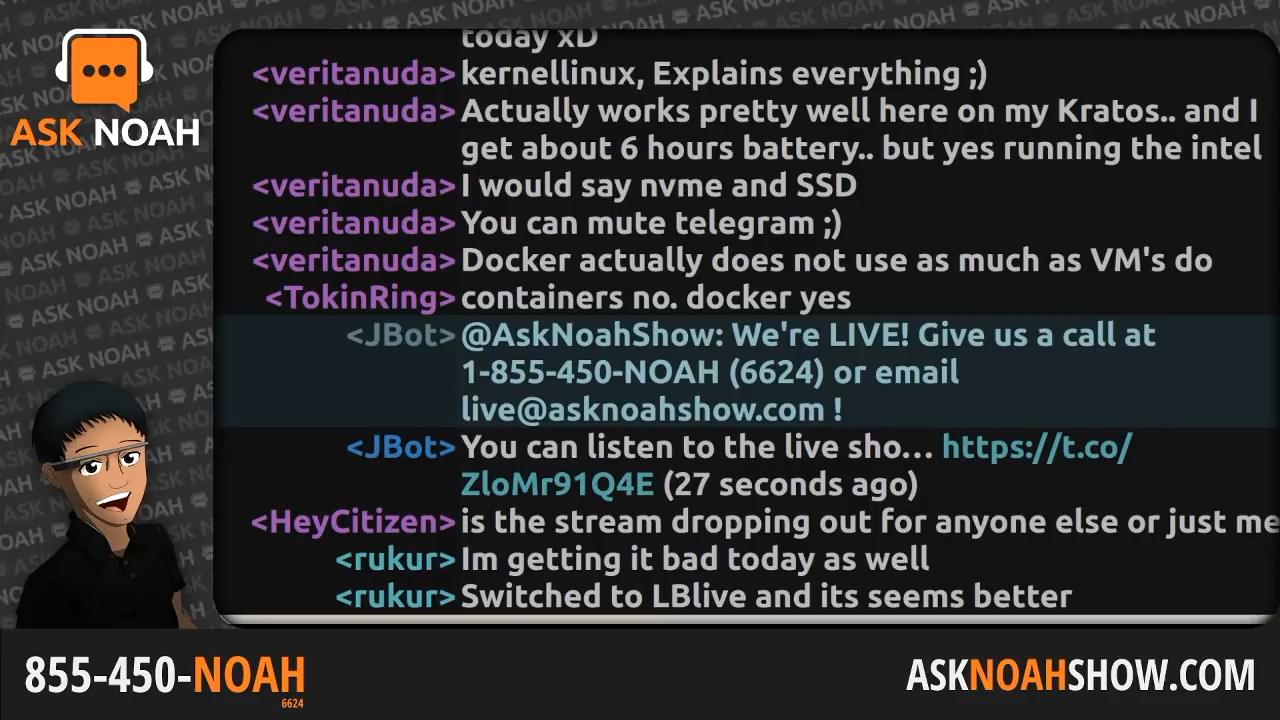 ASK NOAH
today xD
<veritanuda> kernellinux, Explains everything ;)
<veritanuda> Actually works pretty well here on my Kratos.. and I
get about 6 hours battery.. but yes running the intel
<veritanuda> I would say nvme and SSD
<veritanuda> You can mute telegram ;)
<veritanuda> Docker actually does not use as much as VM's do
<TokinRing> containers no. docker yes
<JBot> @AskNoahShow: We're LIVE! Give us a call at
1-855-450-NOAH (6624) or email
live@asknoahshow.com !
<JBot> You can listen to the live sho... https://t.co/
ZloMr91Q4E (27 seconds ago)
<HeyCitizen> is the stream dropping out for anyone else or just me
<rukur> Im getting it bad today as well
<rukur> Switched to LBlive and its seems better
855-450-NOAH
6624
ASKNOAHSHOW.COM